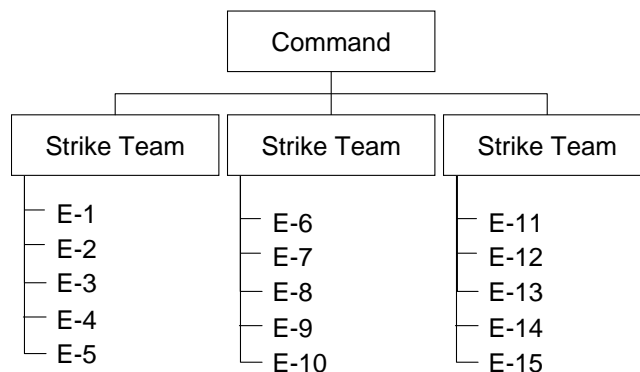 Command
Strike Team
Strike Team
Strike Team
E-1
E-2
E-3
E-4
E-5
E-6
E-7
E-8
E-9
E-10
E-11
E-12
E-13
E-14
E-15